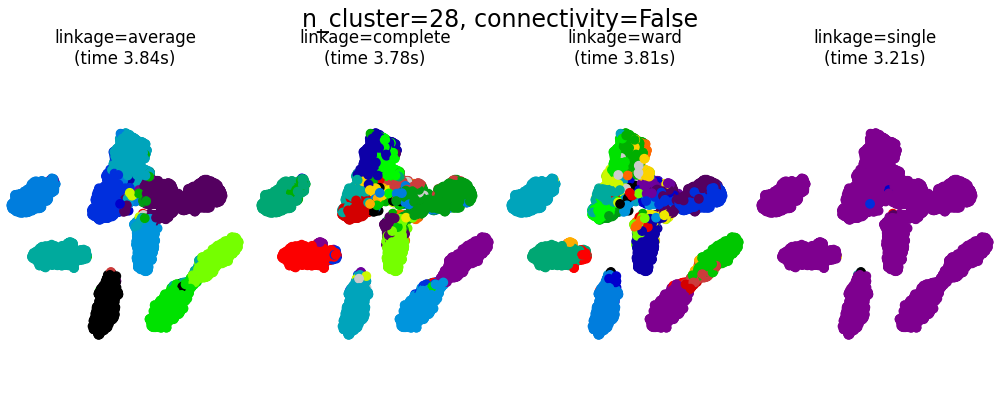 n_cluster=28, connectivity=False
linkage=average
(time 3.84s)
linkage=complete
(time 3.78s)
linkage=ward
(time 3.81s)
linkage=single
(time 3.21s)